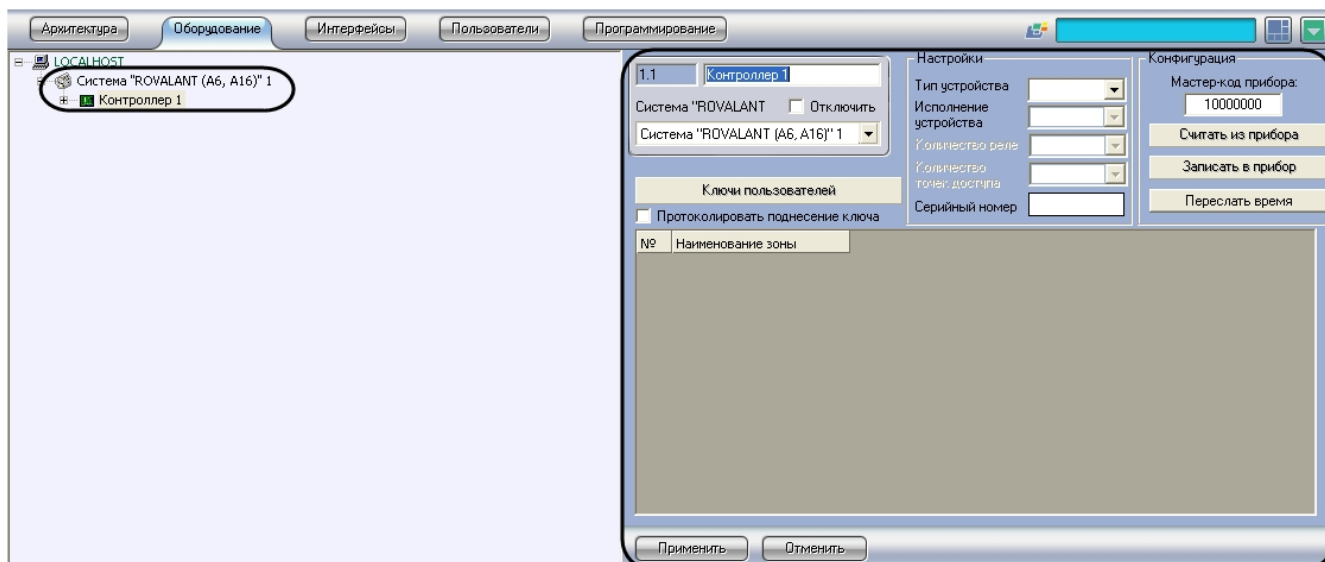 Архитектура Оборудование Интерфейсы Пользователи Программирование
LOCALHOST
Система "ROVALANT (A6, A16)" 1
Контроллер 1
1.1 Контроллер 1
Система "ROVALANT Отключить
Система "ROVALANT (A6, A16)" 1
Ключи пользователей
Протоколировать поднесение ключа
Настройки
Тип устройства
Исполнение
устройства
Количество реле
Количество
точек доступа
Серийный номер
Конфигурация
Мастер-код прибора:
10000000
Считать из прибора
Записать в прибор
Переслать время
№ Наименование зоны
Применить Отменить